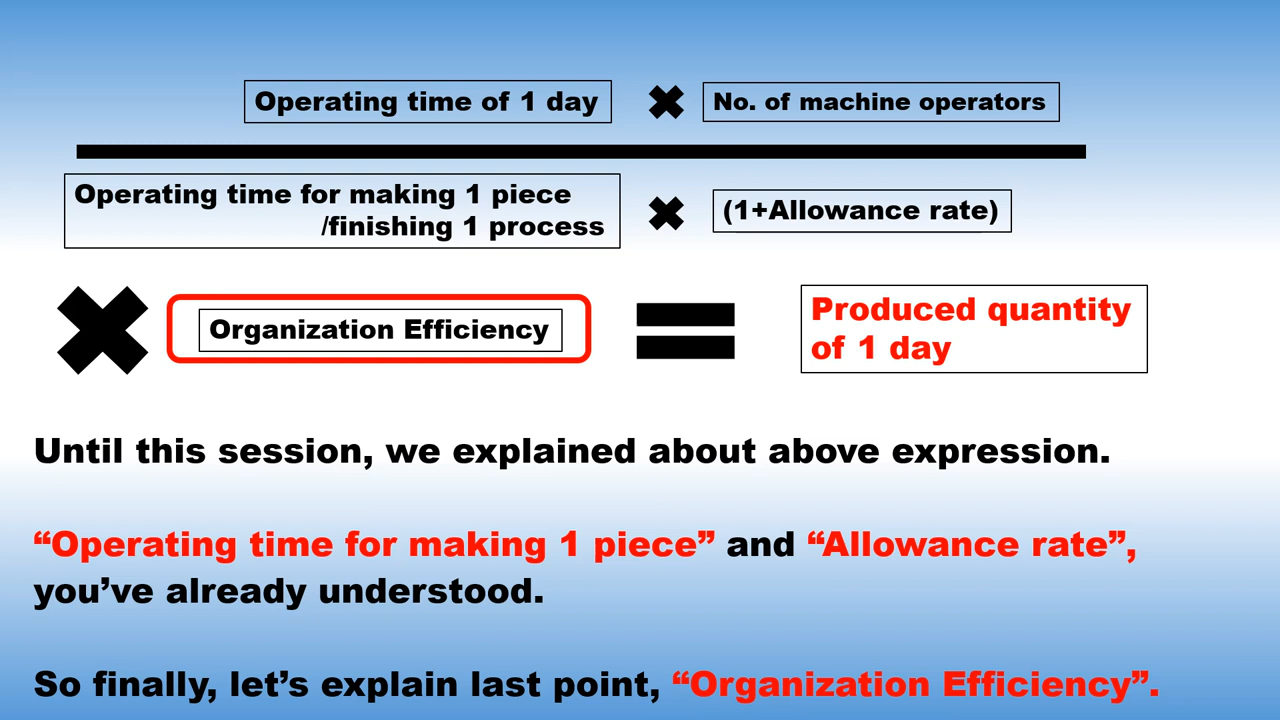 Operating time of 1 day ✖ No. of machine operators
Operating time for making 1 piece
/finishing 1 process ✖ (1+Allowance rate)
✖ Organization Efficiency = Produced quantity
of 1 day
Until this session, we explained about above expression.
“Operating time for making 1 piece” and “Allowance rate”,
you’ve already understood.
So finally, let’s explain last point, “Organization Efficiency”.